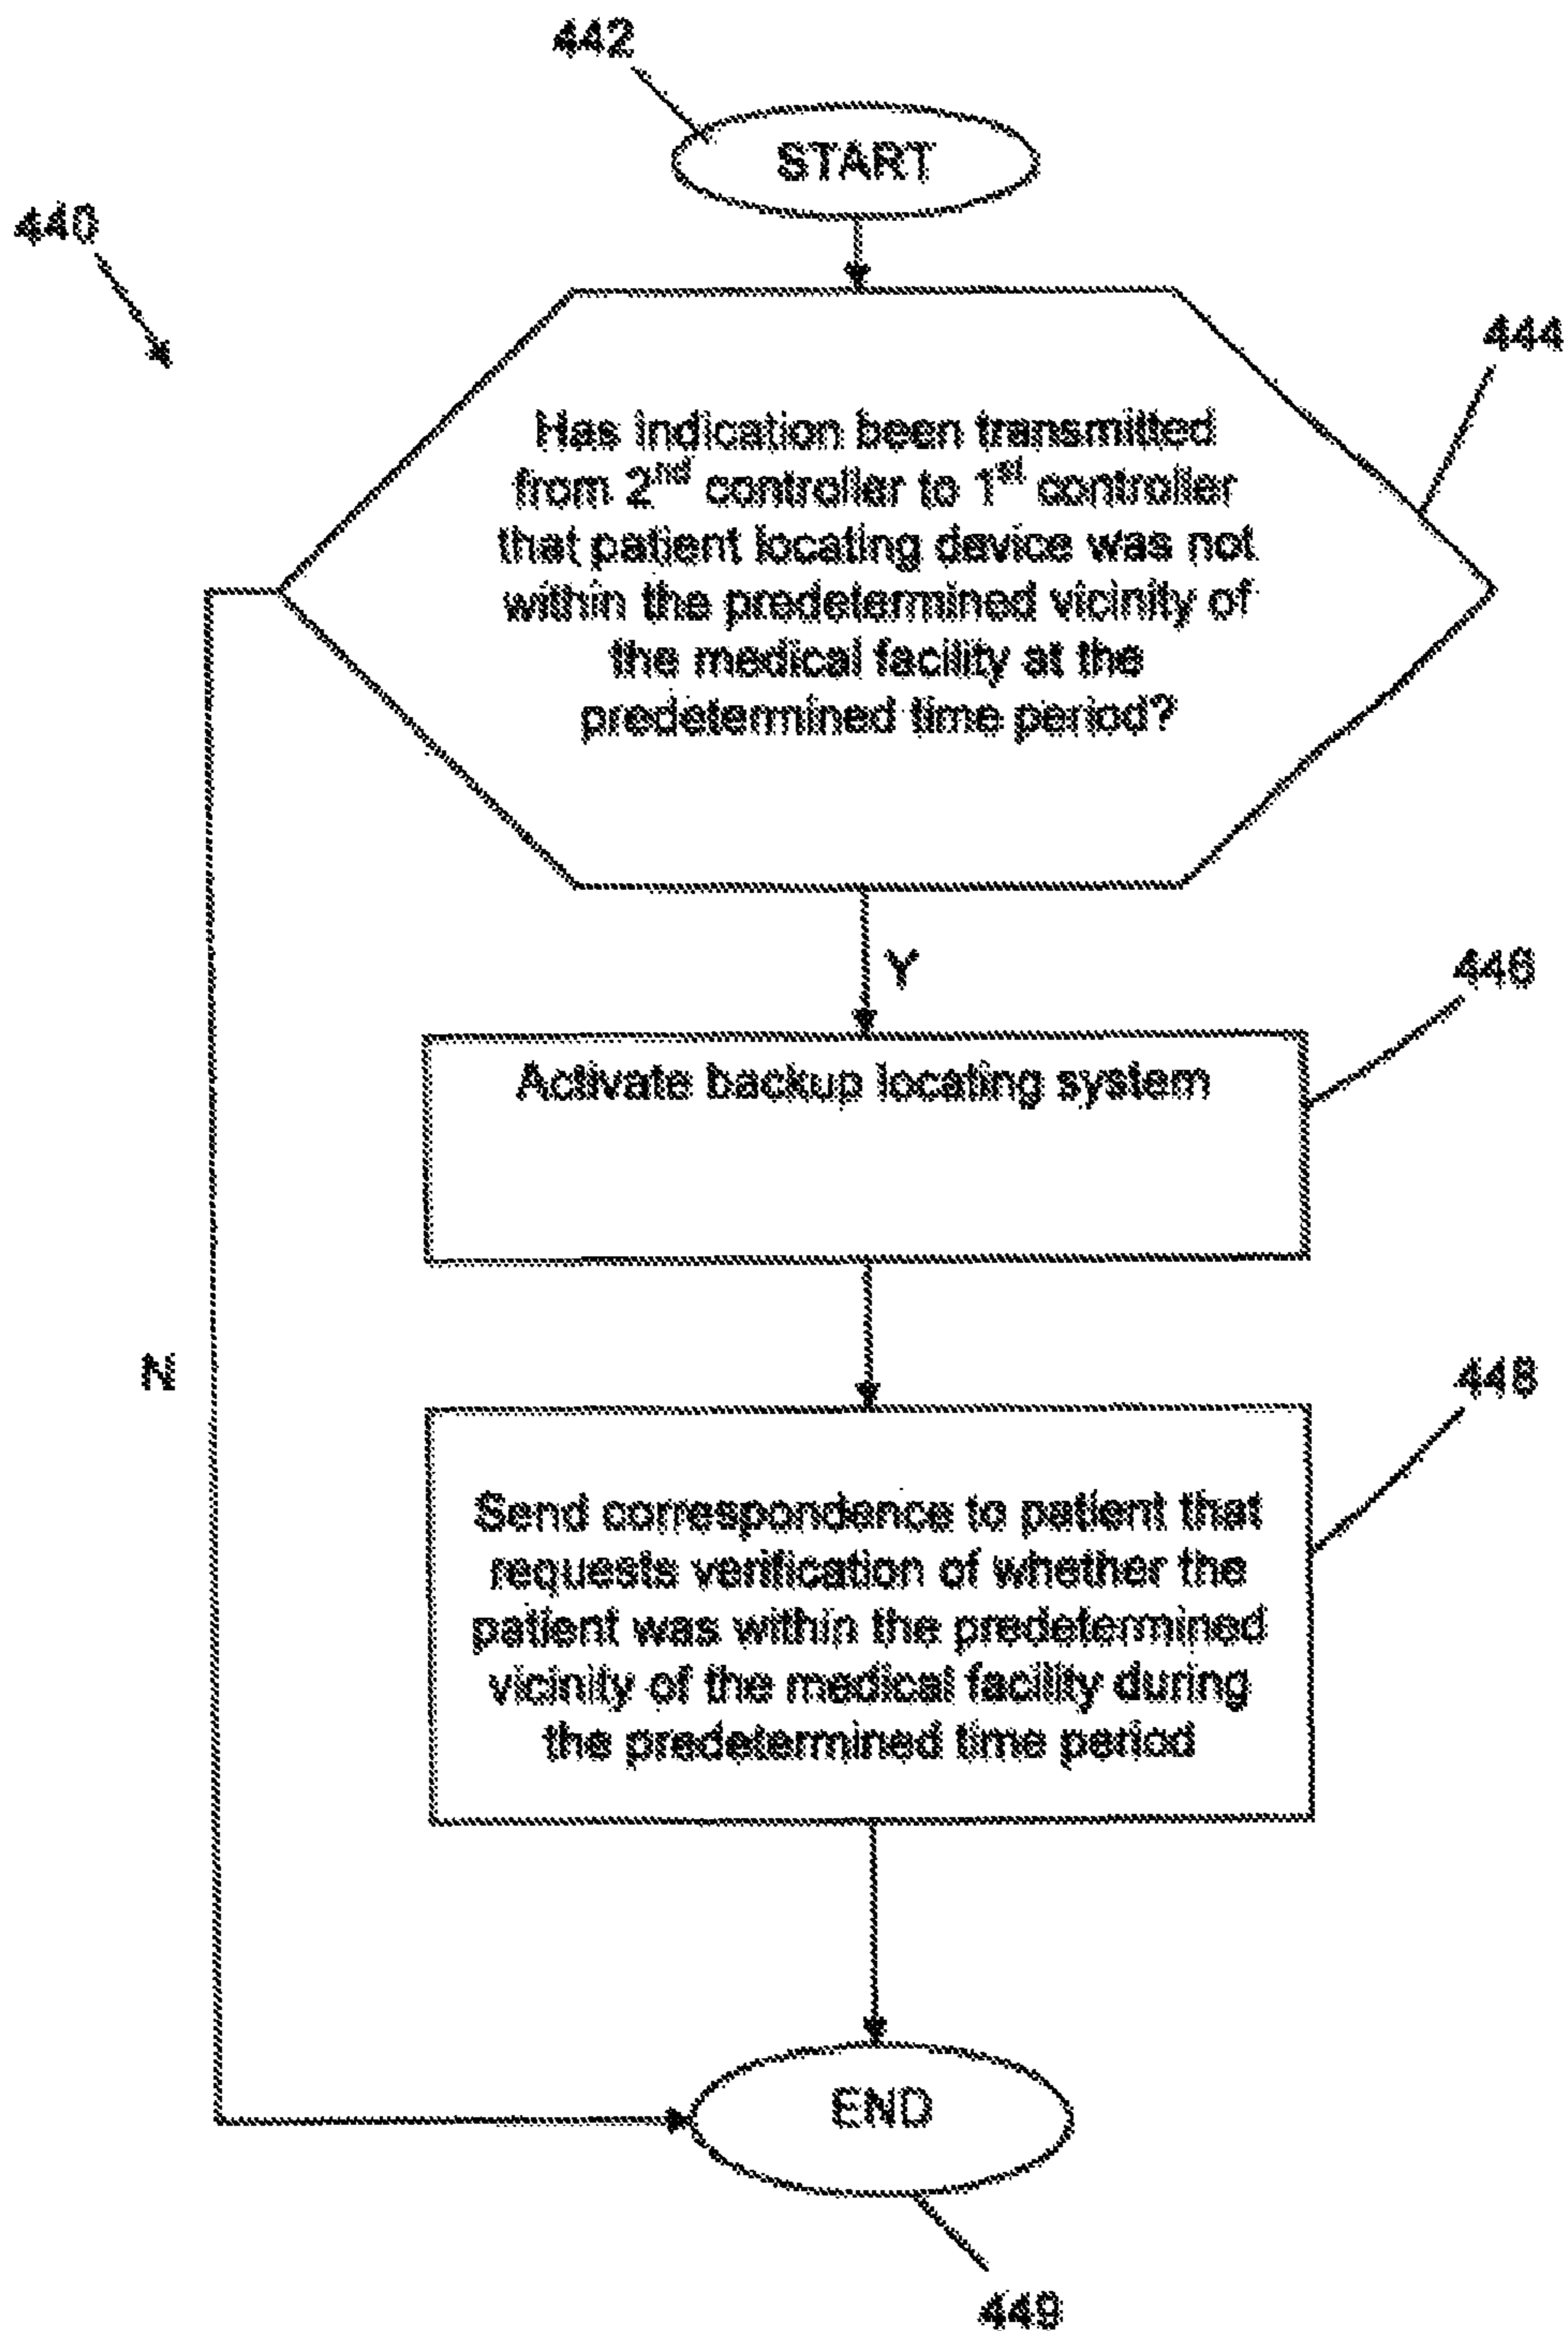 442
START
440
444
Has indication been transmitted
from 2nd controller to 1st controller
that patient locating device was not
within the predetermined vicinity of
the medical facility at the
predetermined time period?
Y
446
Activate backup locating system
N
448
Send correspondence to patient that
requests verification of whether the
patient was within the predetermined
vicinity of the medical facility during
the predetermined time period
END
449